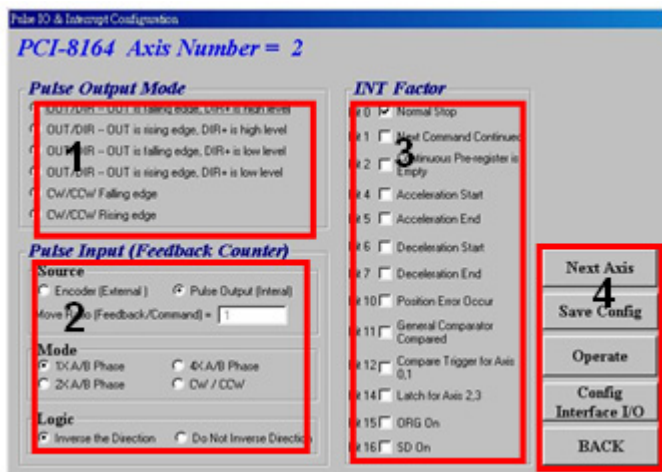 Pulse IO & Interrupt Configuration
PCI-8164 Axis Number = 2
Pulse Output Mode
OUT/DIR -- OUT is falling edge, DIR+ is high level
OUT/DIR -- OUT is rising edge, DIR+ is high level
OUT/DIR -- OUT is falling edge, DIR+ is low level
OUT/DIR -- OUT is rising edge, DIR+ is low level
CW/CCW Falling edge
CW/CCW Rising edge
1
Pulse Input (Feedback Counter)
Source
Encoder (External ) Pulse Output (Interal)
Move Ratio (Feedback/Command) = 1
2
Mode
1X A/B Phase 4X A/B Phase
2X A/B Phase CW / CCW
Logic
Inverse the Direction Do Not Inverse Direction
INT Factor
Bit 0 Normal Stop
Bit 1 Next Command Continued
Bit 2 Continuous Pre-register is Empty
3
Bit 4 Acceleration Start
Bit 5 Acceleration End
Bit 6 Deceleration Start
Bit 7 Deceleration End
Bit 10 Position Error Occur
Bit 11 General Comparator Compared
Bit 12 Compare Trigger for Axis 0,1
Bit 14 Latch for Axis 2,3
Bit 15 ORG On
Bit 16 SD On
Next Axis
4
Save Config
Operate
Config
Interface I/O
BACK